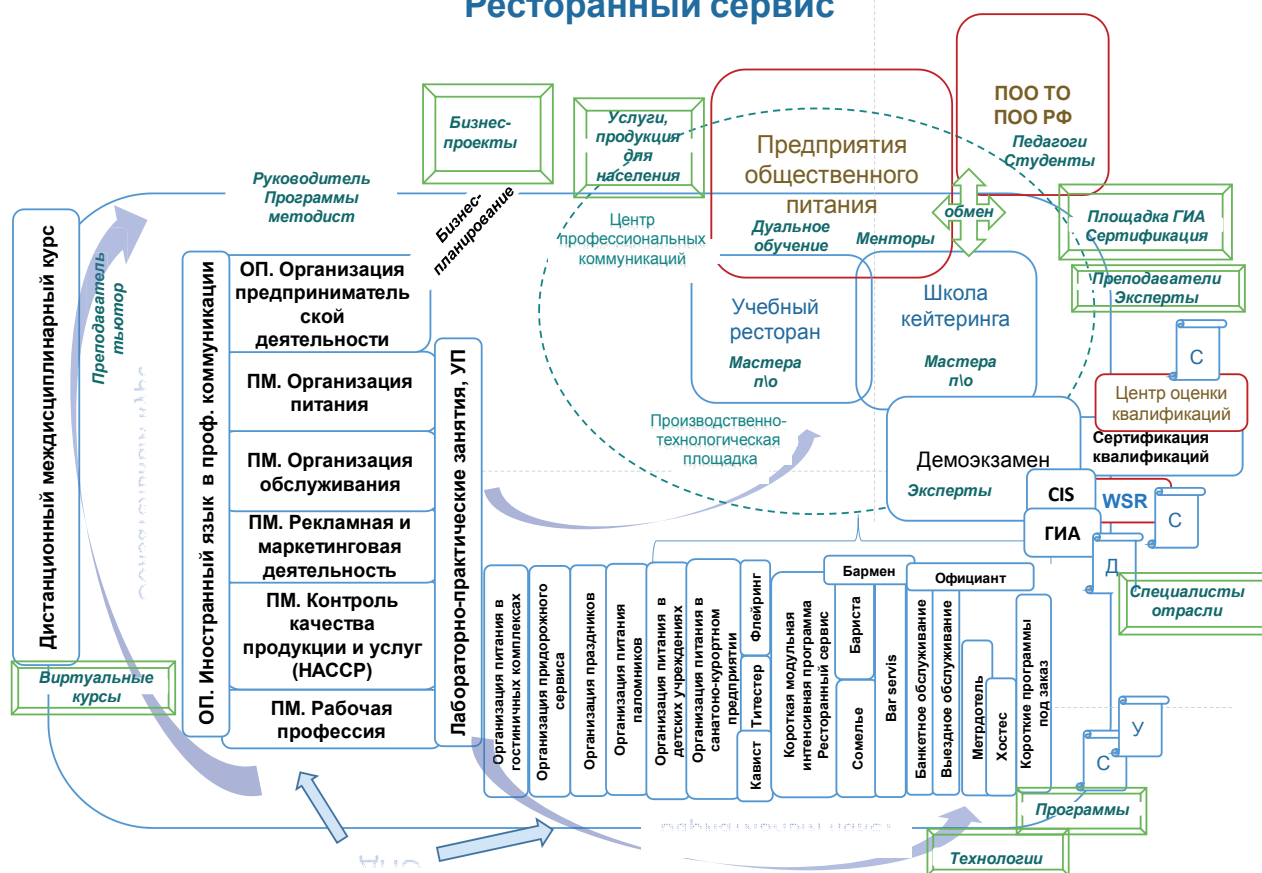 Ресторанный сервис
ПОО ТО
ПОО РФ
Педагоги
Студенты
Бизнес-
проекты
Услуги,
продукция
для
населения
Предприятия
общественного
питания
Дуальное
обучение
Менторы
обмен
Руководитель
Программы
методист
Бизнес-
планирование
Центр
профессиональных
коммуникаций
Площадка ГИА
Сертификация
Преподаватели
Эксперты
Дистанционный междисциплинарный курс
Преподаватель
тьютор
ОП. Иностранный язык в проф. коммуникации
ОП. Организация
предприниматель
ской
деятельности
ПМ. Организация
питания
ПМ. Организация
обслуживания
ПМ. Рекламная и
маркетинговая
деятельность
ПМ. Контроль
качества
продукции и услуг
(НАССР)
ПМ. Рабочая
профессия
Лабораторно-практические занятия, УП
Учебный
ресторан
Мастера
п\о
Школа
кейтеринга
Мастера
п\о
Производственно-
технологическая
площадка
С
Центр оценки
квалификаций
Сертификация
квалификаций
Демоэкзамен
Эксперты
CIS
WSR
С
ГИА
Д
С
Специалисты
отрасли
Виртуальные
курсы
Организация питания в
гостиничных комплексах
Организация придорожного
сервиса
Организация праздников
Организация питания
паломников
Организация питания в
детских учреждениях
Организация питания в
санатоно-курортном
предприятии
Флейринг
Титестер
Кавист
Короткая модульная
интенсивная программа
Ресторанный сервис
Бармен
Бариста
Сомелье
Bar servis
Официант
Банкетное обслуживание
Выездное обслуживание
Метрдотель
Хостес
Короткие программы
под заказ
У
С
Программы
Технологии